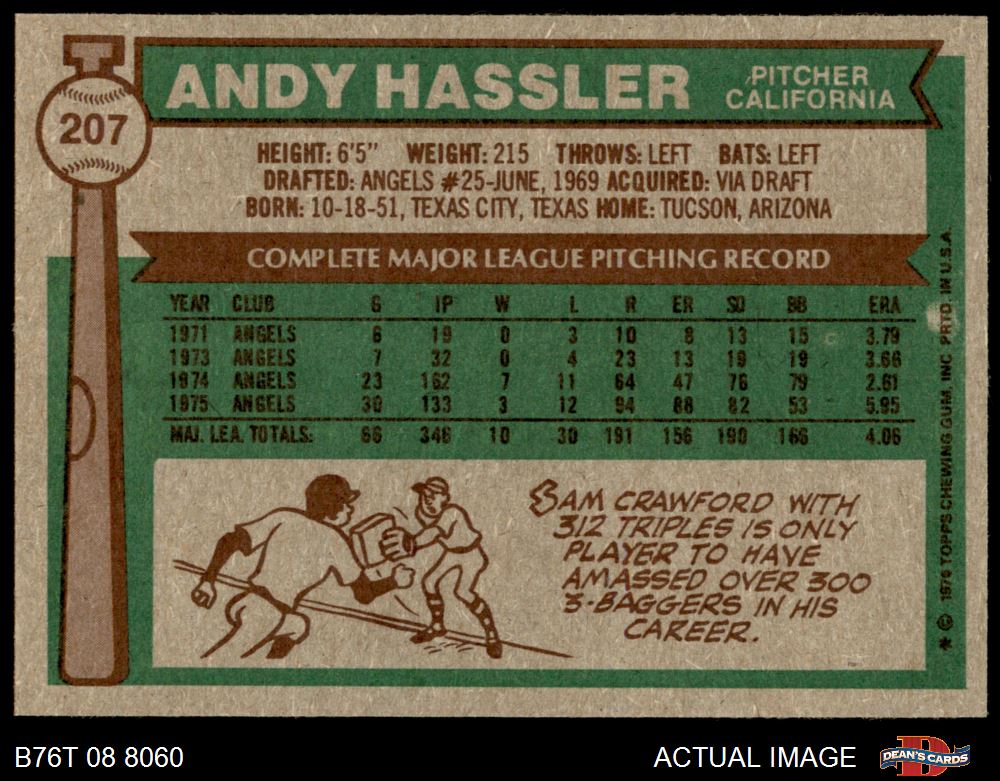 207
ANDY HASSLER
PITCHER
CALIFORNIA
HEIGHT: 6'5" WEIGHT: 215 THROWS: LEFT BATS: LEFT
DRAFTED: ANGELS #25-JUNE, 1969 ACQUIRED: VIA DRAFT
BORN: 10-18-51, TEXAS CITY, TEXAS HOME: TUCSON, ARIZONA
COMPLETE MAJOR LEAGUE PITCHING RECORD
YEAR CLUB G IP W L R ER SO BB ERA
1971 ANGELS 6 19 0 3 10 8 13 15 3.79
1973 ANGELS 7 32 0 4 23 13 19 19 3.66
1974 ANGELS 23 162 7 11 64 47 76 79 2.61
1975 ANGELS 30 133 3 12 94 88 82 53 5.95
MAJ. LEA. TOTALS: 66 346 10 30 191 156 190 166 4.06
SAM CRAWFORD WITH
312 TRIPLES IS ONLY
PLAYER TO HAVE
AMASSED OVER 300
3-BAGGERS IN HIS
CAREER.
* © 1976 TOPPS CHEWING GUM, INC. PRTD. IN U.S.A.
B76T 08 8060
ACTUAL IMAGE
DEAN'S CARDS